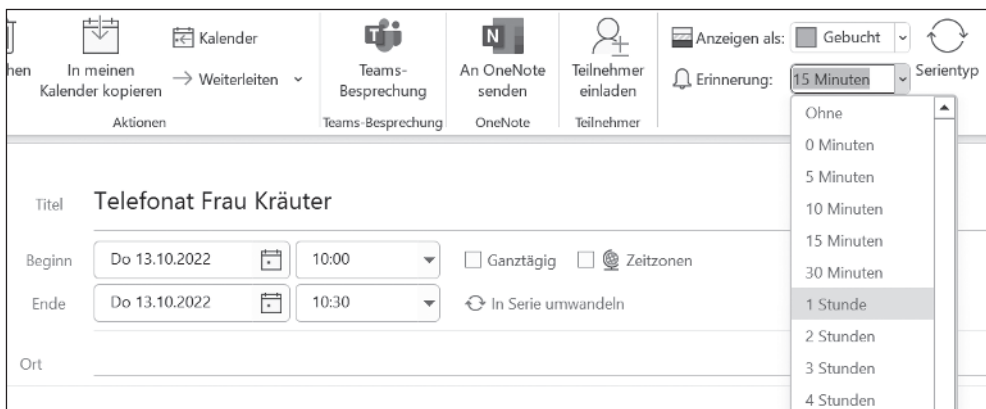 Kalender
Anzeigen als: Gebucht
hen
In meinen
Kalender kopieren
Weiterleiten
Teams-
Besprechung
An OneNote
senden
Teilnehmer
einladen
Erinnerung: 15 Minuten
Serientyp
Aktionen
Teams-Besprechung
OneNote
Teilnehmer
Ohne
0 Minuten
5 Minuten
10 Minuten
15 Minuten
30 Minuten
1 Stunde
2 Stunden
3 Stunden
4 Stunden
Titel Telefonat Frau Kräuter
Beginn Do 13.10.2022 10:00 Ganztägig Zeitzonen
Ende Do 13.10.2022 10:30 In Serie umwandeln
Ort